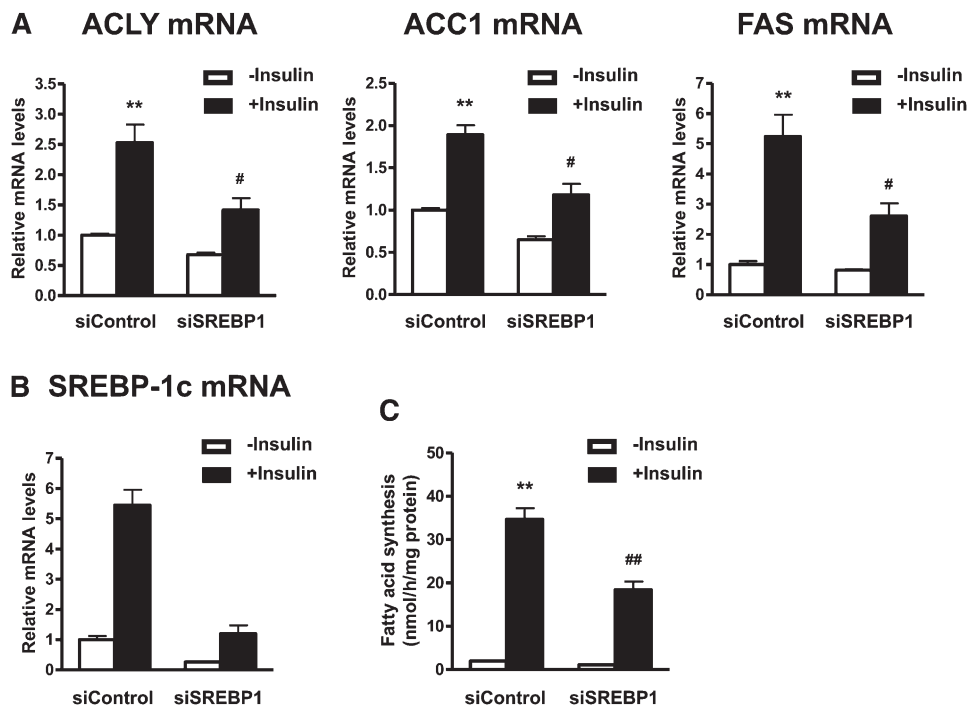 A ACLY mRNA
-Insulin
+Insulin
Relative mRNA levels
3.5
3.0
2.5
2.0
1.5
1.0
0.5
0.0
**
#
siControl siSREBP1
ACC1 mRNA
-Insulin
+Insulin
Relative mRNA levels
2.5
2.0
1.5
1.0
0.5
0.0
**
#
siControl siSREBP1
FAS mRNA
-Insulin
+Insulin
Relative mRNA levels
7
6
5
4
3
2
1
0
**
#
siControl siSREBP1
B SREBP-1c mRNA
-Insulin
+Insulin
Relative mRNA levels
7
6
5
4
3
2
1
0
siControl siSREBP1
C
-Insulin
+Insulin
Fatty acid synthesis
(nmol/h/mg protein)
50
40
30
20
10
0
**
##
siControl siSREBP1